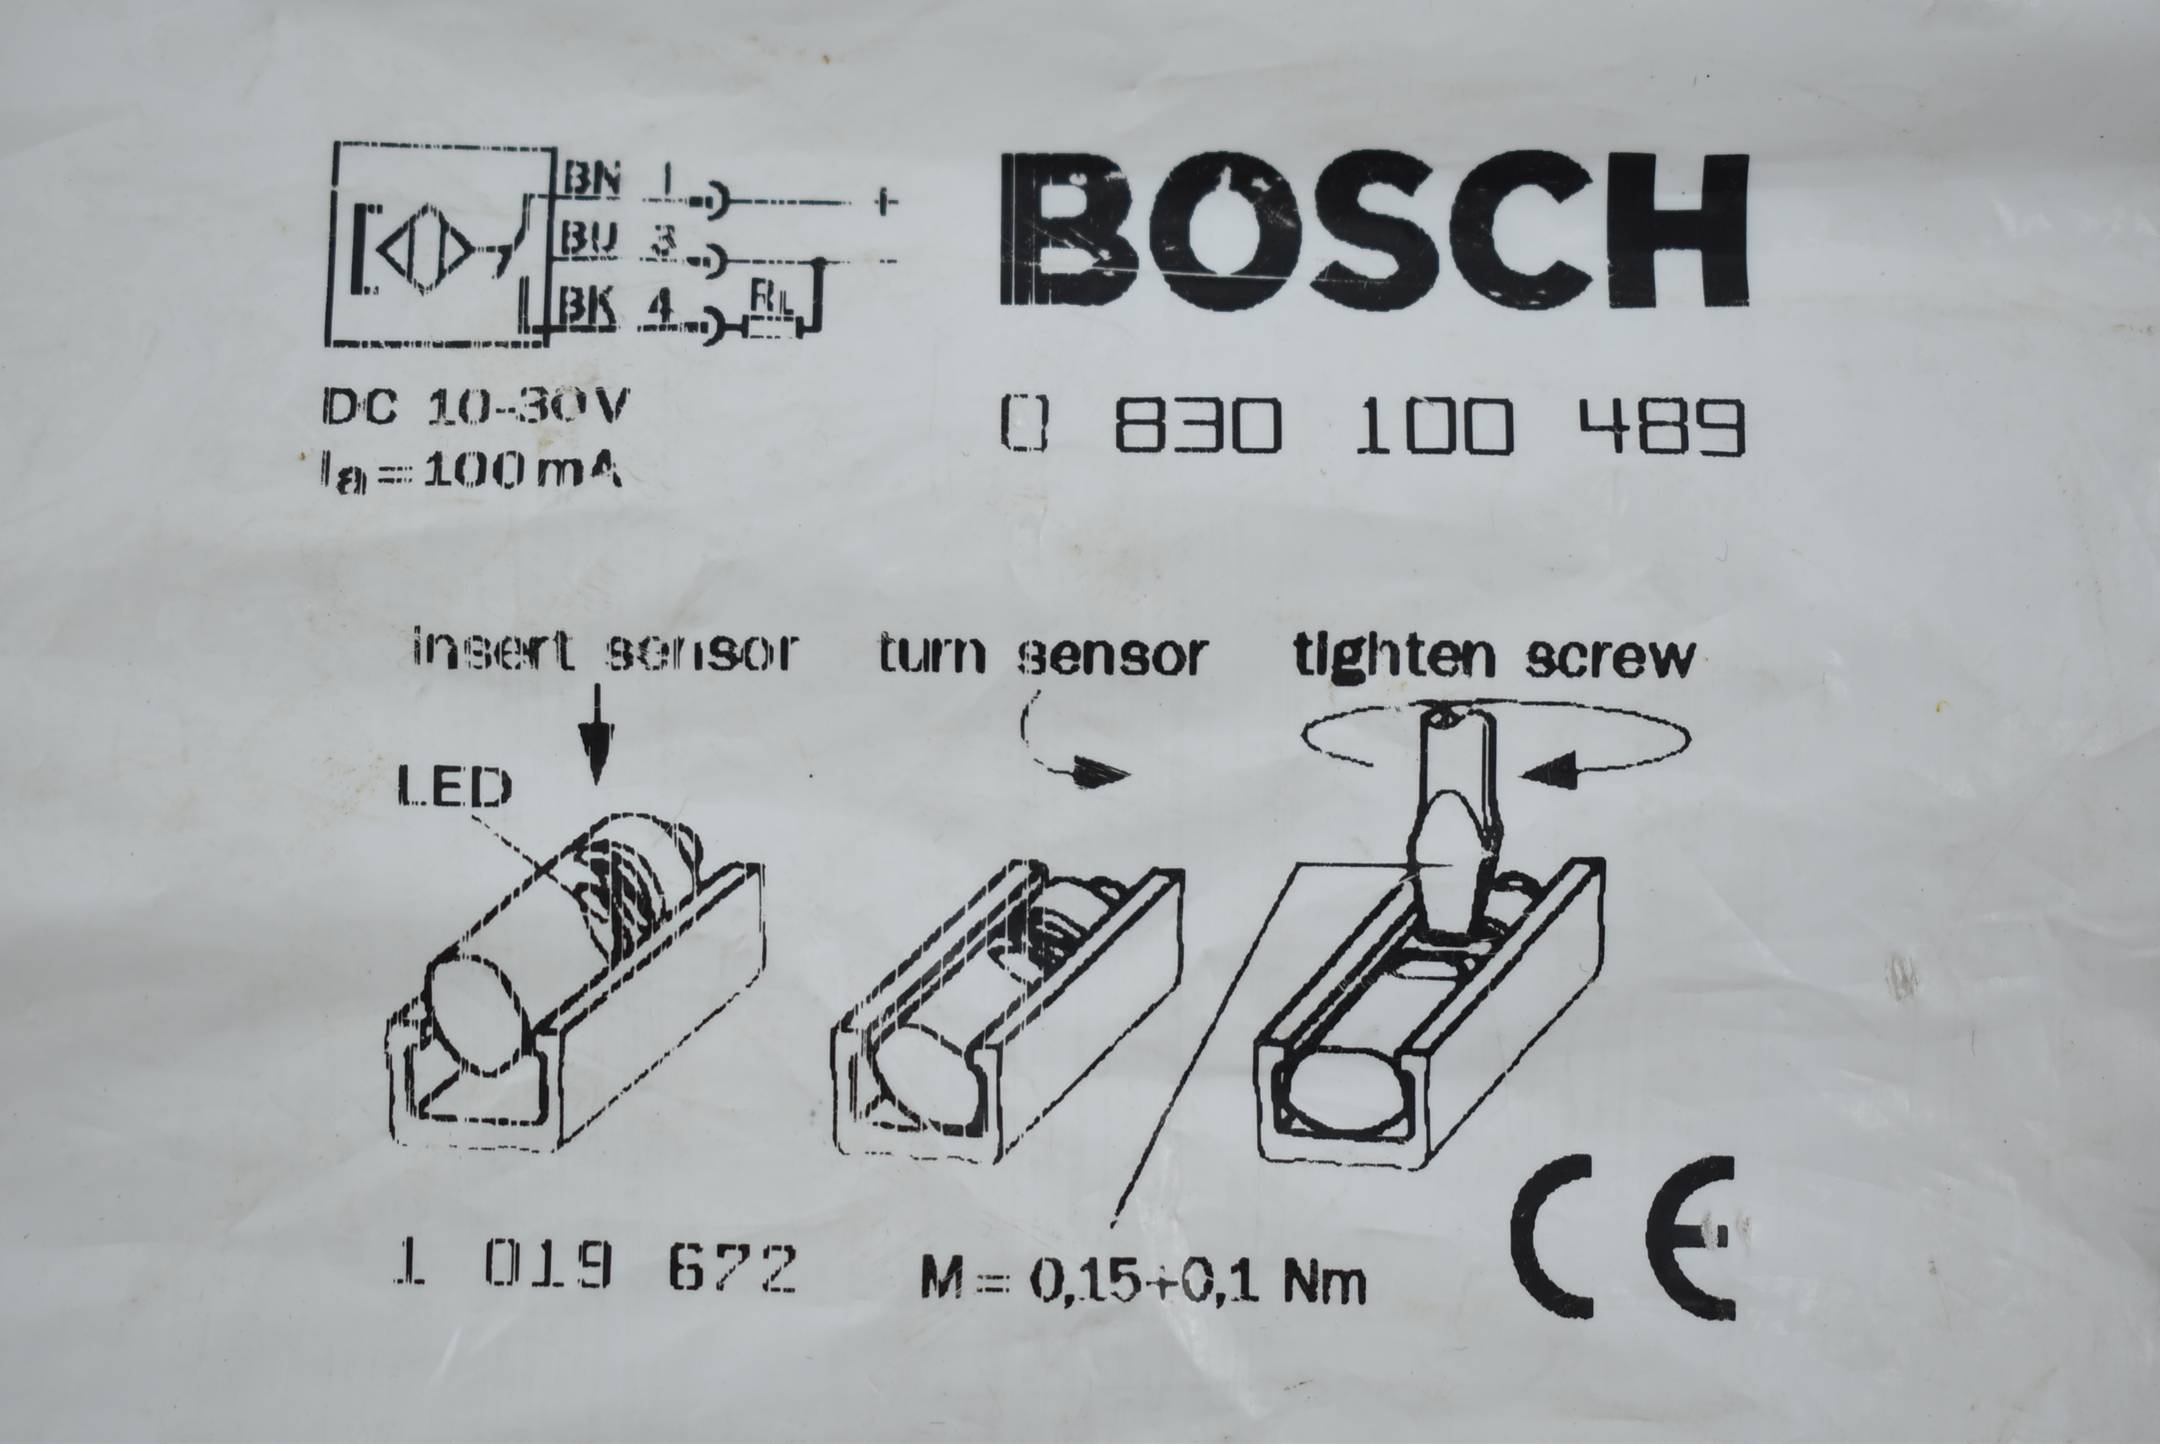 BN 1
+
BU 3
-
BK 4
RL
BOSCH
DC 10-30V
Ia=100mA
0 830 100 489
insert sensor
turn sensor
tighten screw
LED
1 019 672
M= 0,15+0,1 Nm
CE